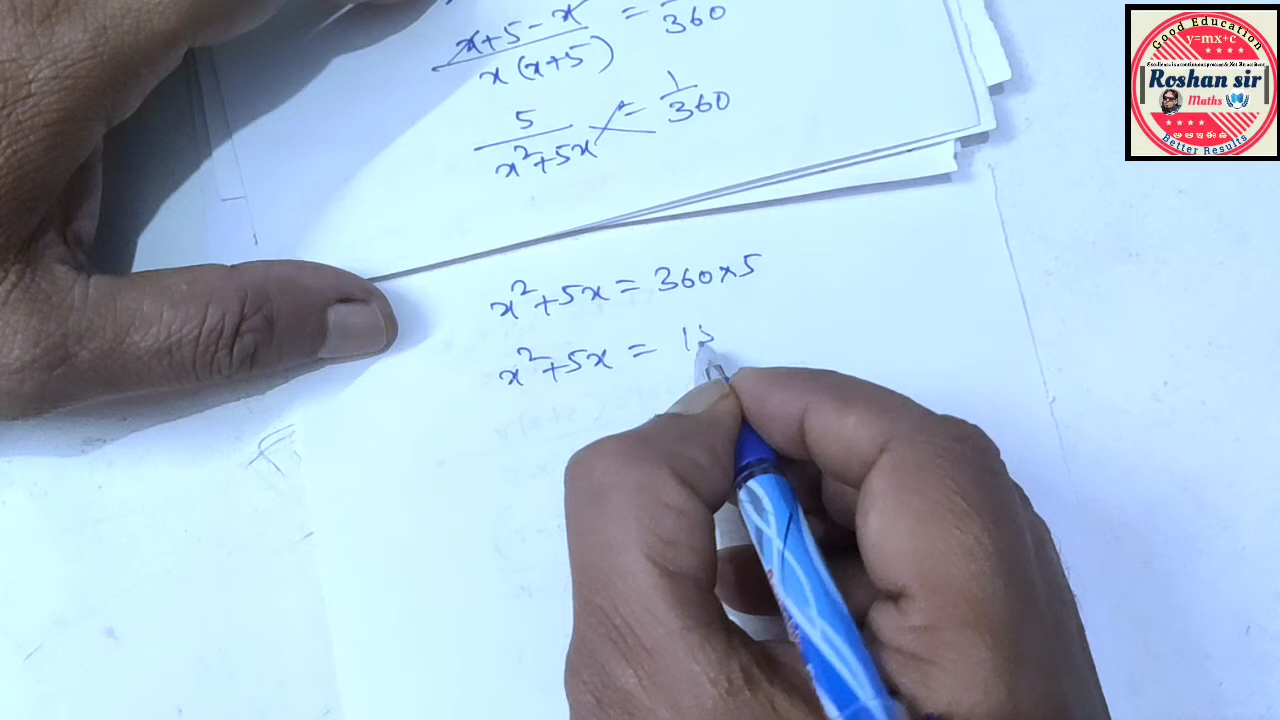 x+5-x / x(x+5) = 1/360
5 / x²+5x = 1/360
x²+5x = 360×5
x²+5x = 18
Good Education
y=mx+c
Roshan sir
Maths
Better Results